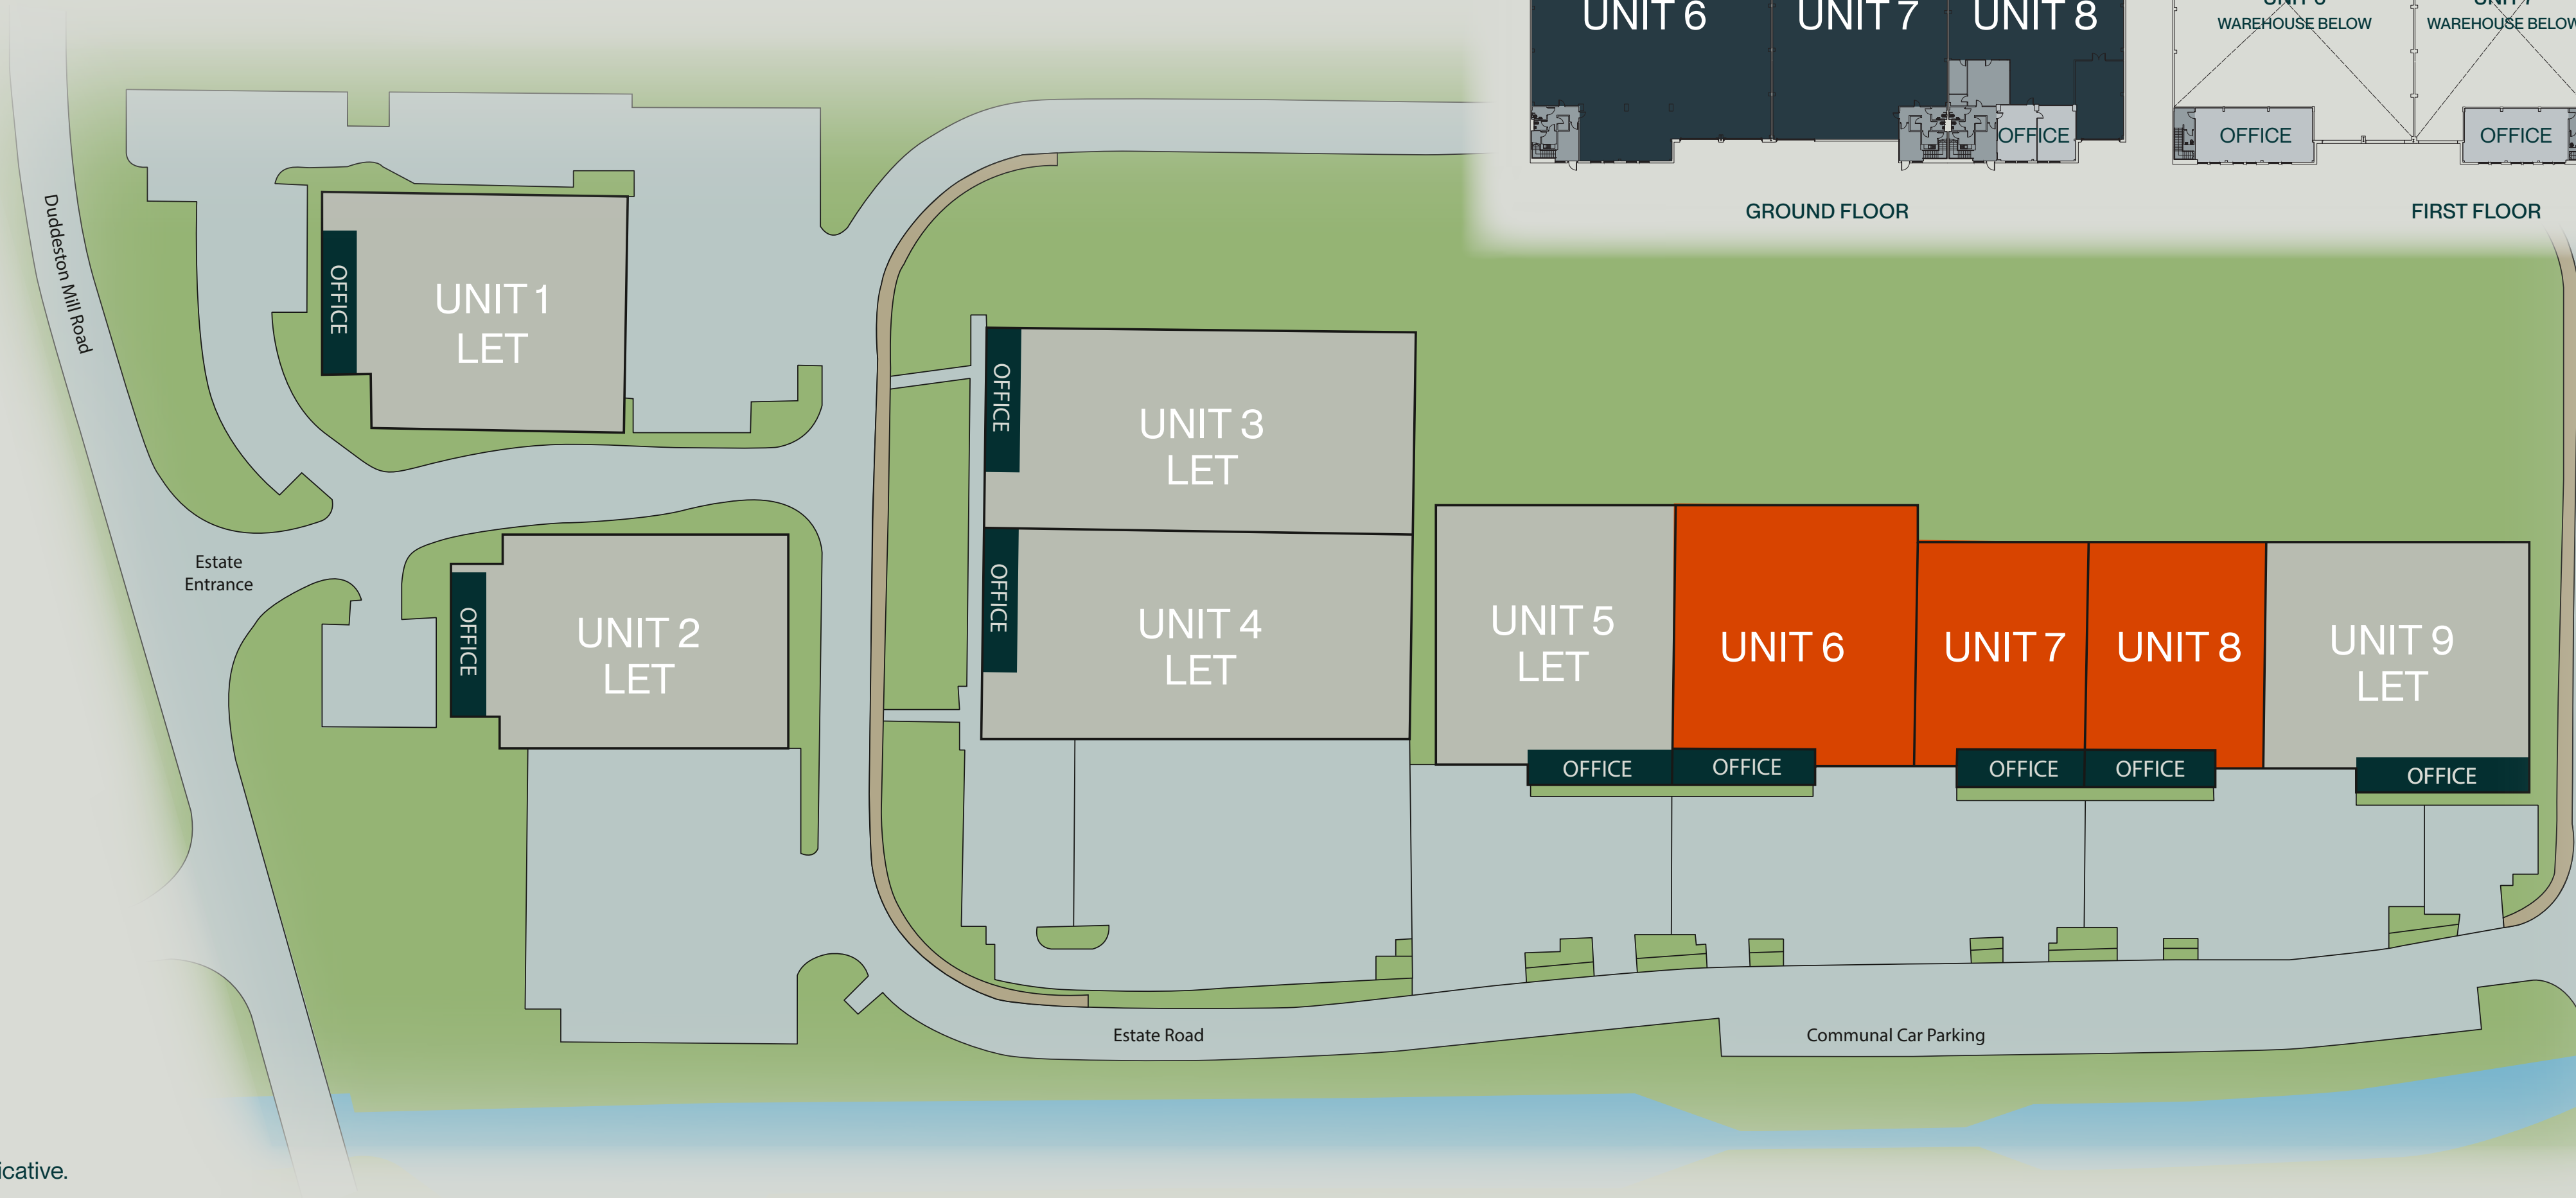 UNIT 6
UNIT 7
UNIT 8
WAREHOUSE BELOW
WAREHOUSE BELOW
OFFICE
OFFICE
OFFICE
GROUND FLOOR
FIRST FLOOR
Duddeston Mill Road
OFFICE
UNIT 1
LET
OFFICE
UNIT 3
LET
Estate
Entrance
OFFICE
UNIT 2
LET
OFFICE
UNIT 4
LET
UNIT 5
LET
UNIT 6
UNIT 7
UNIT 8
UNIT 9
LET
OFFICE
OFFICE
OFFICE
OFFICE
OFFICE
Estate Road
Communal Car Parking
icative.